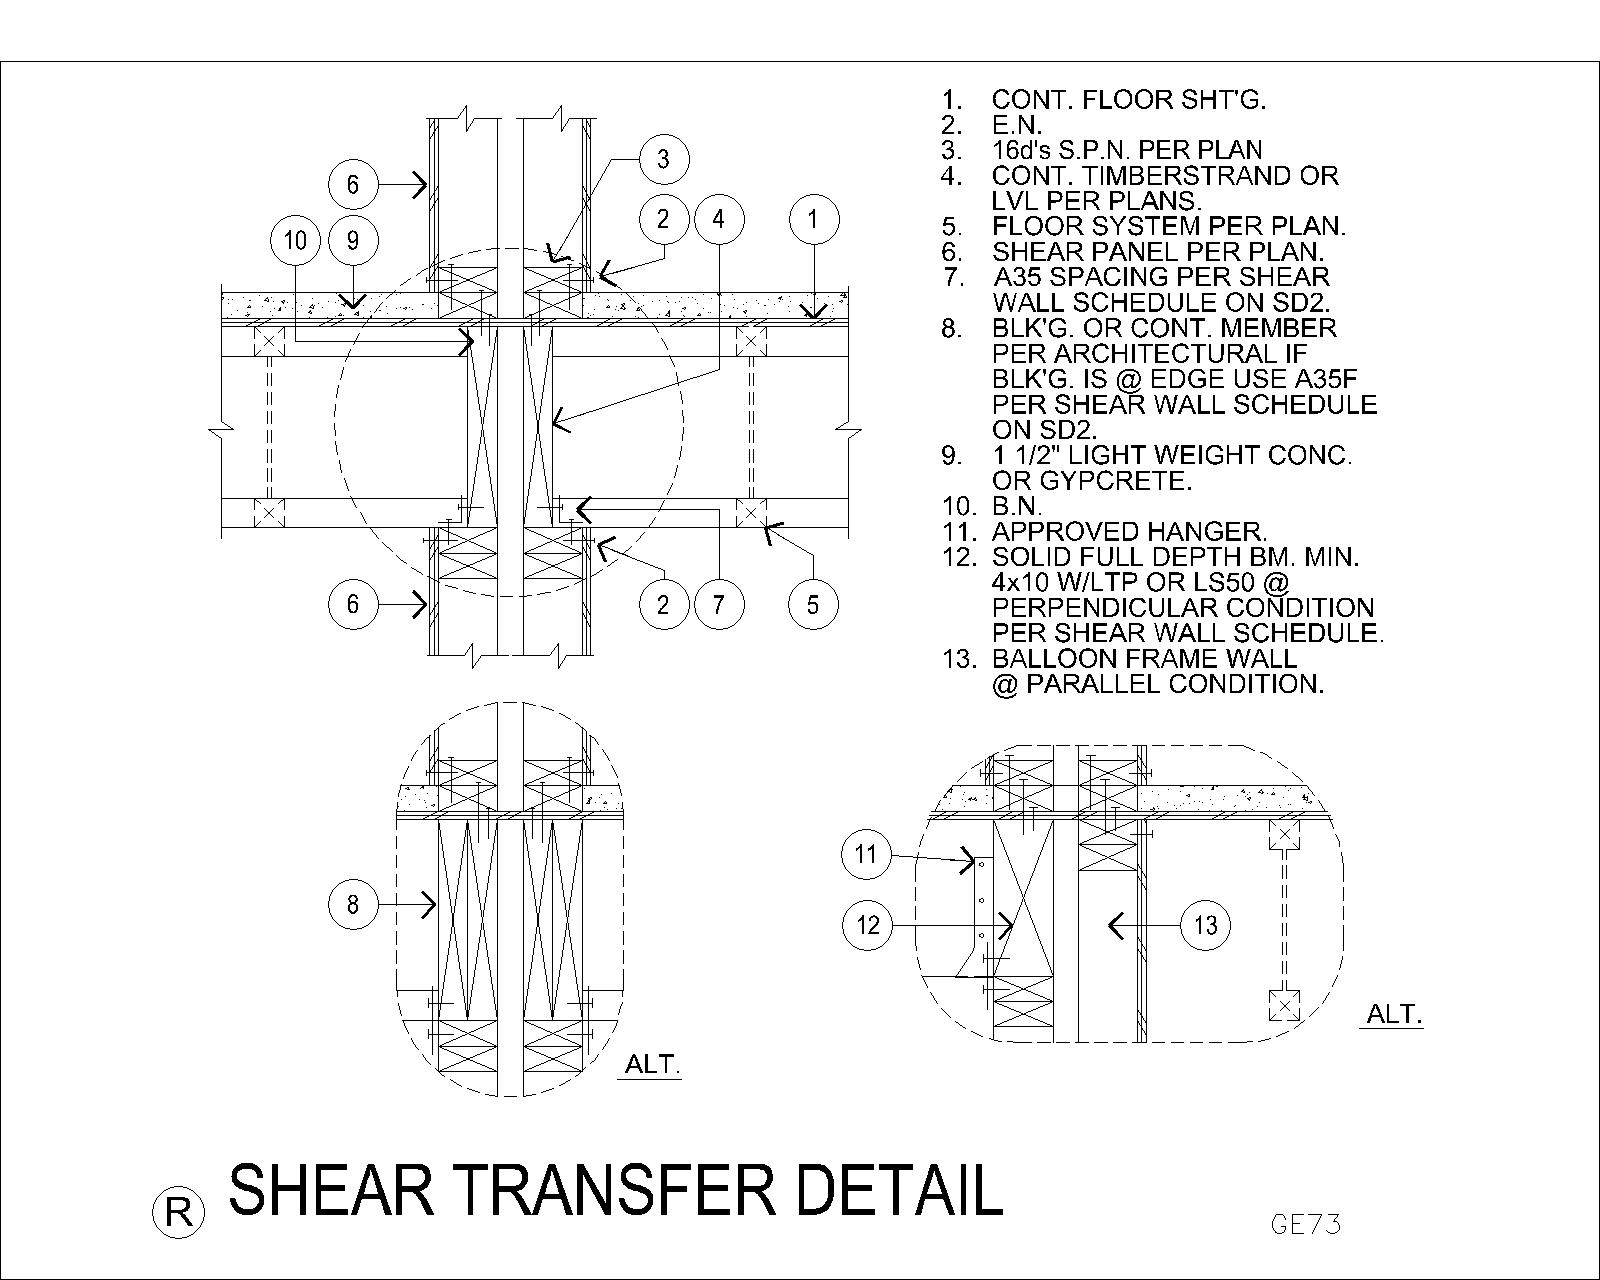 1. CONT. FLOOR SHT'G.
2. E.N.
3. 16d's S.P.N. PER PLAN
4. CONT. TIMBERSTRAND OR
LVL PER PLANS.
5. FLOOR SYSTEM PER PLAN.
6. SHEAR PANEL PER PLAN.
7. A35 SPACING PER SHEAR
WALL SCHEDULE ON SD2.
8. BLK'G. OR CONT. MEMBER
PER ARCHITECTURAL IF
BLK'G. IS @ EDGE USE A35F
PER SHEAR WALL SCHEDULE
ON SD2.
9. 1 1/2" LIGHT WEIGHT CONC.
OR GYPCRETE.
10. B.N.
11. APPROVED HANGER.
12. SOLID FULL DEPTH BM. MIN.
4x10 W/LTP OR LS50 @
PERPENDICULAR CONDITION
PER SHEAR WALL SCHEDULE.
13. BALLOON FRAME WALL
@ PARALLEL CONDITION.
3
6
2 4 1
10 9
6 2 7 5
8
ALT.
11
12 13
ALT.
R SHEAR TRANSFER DETAIL
GE73